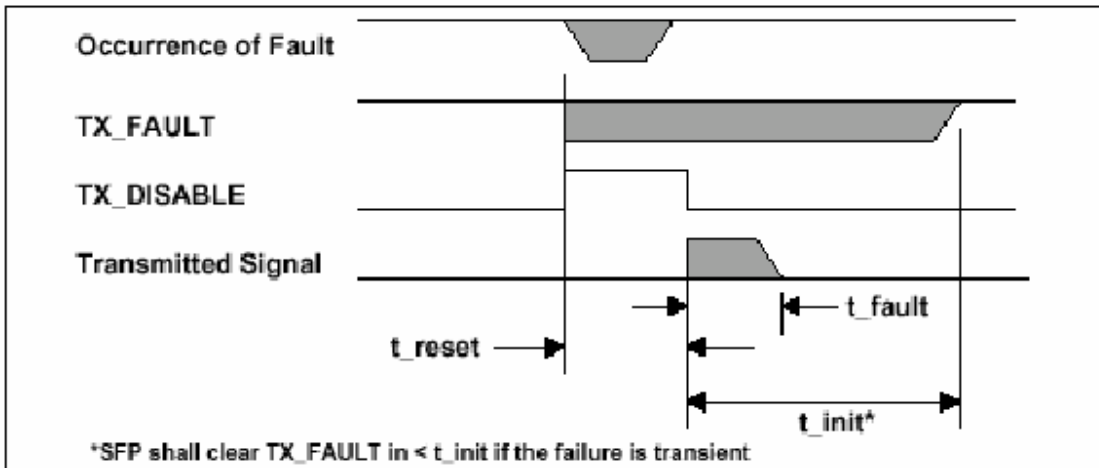 Occurrence of Fault
TX_FAULT
TX_DISABLE
Transmitted Signal
t_fault
t_reset
t_init*
*SFP shall clear TX_FAULT in < t_init if the failure is transient